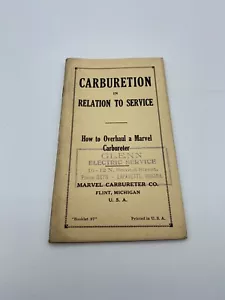 CARBURETION
IN
RELATION TO SERVICE
How to Overhaul a Marvel
Carbureter
GLENN
ELECTRIC SERVICE
MARVEL CARBURETER CO.
FLINT, MICHIGAN
U. S. A.
Printed in U. S. A.